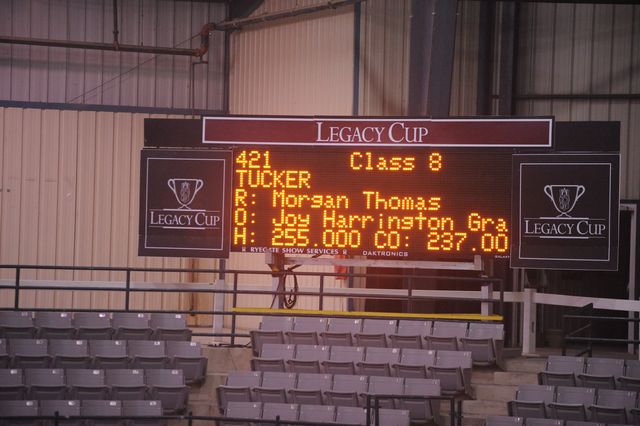 LEGACY CUP
421 Class 8
TUCKER
R: Morgan Thomas
O: Joy Harrington Gra
H: 255.000 CO: 237.00
RYEGATE SHOW SERVICES DAKTRONICS
LEGACY CUP
LEGACY CUP
GALAXY